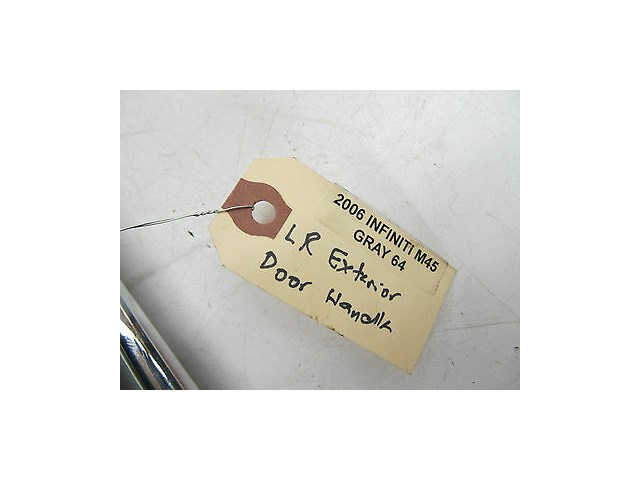 2006 INFINITI M45
GRAY 64
LR Exterior
Door Handle